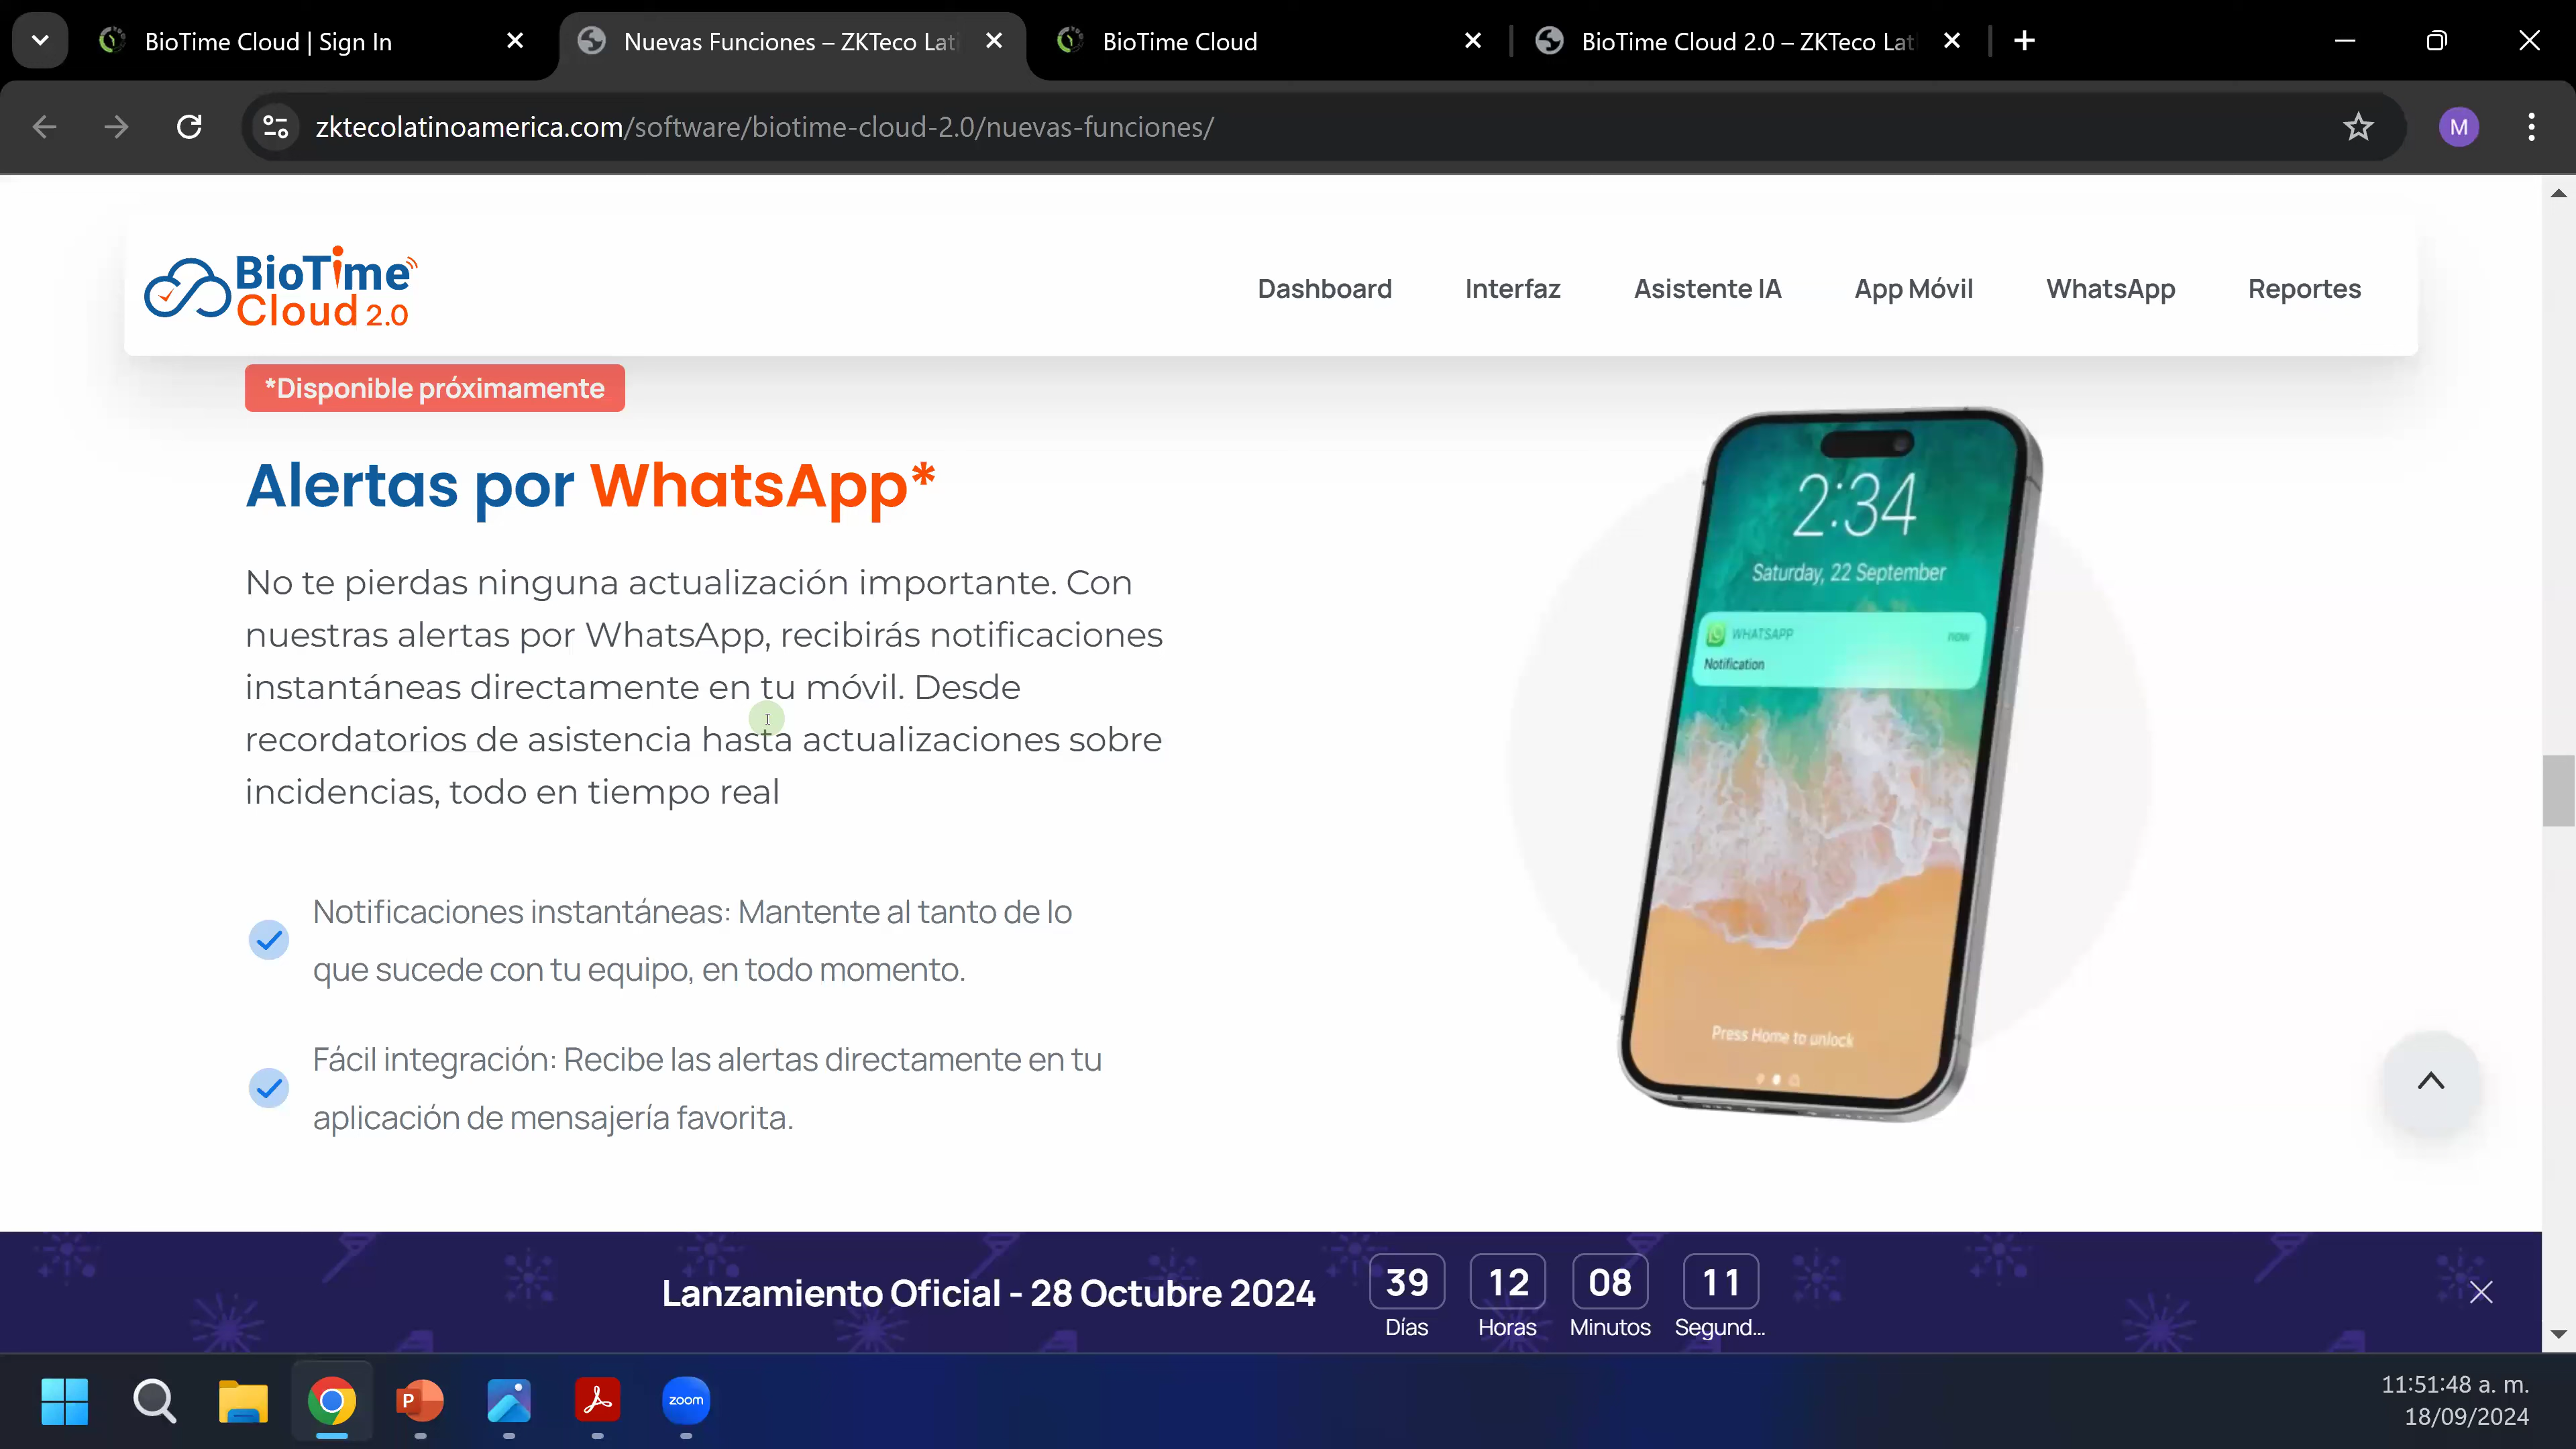 BioTime Cloud | Sign In
Nuevas Funciones – ZKTeco Lati
BioTime Cloud
BioTime Cloud 2.0 – ZKTeco Lat
zktecolatinoamerica.com/software/biotime-cloud-2.0/nuevas-funciones/
M
BioTime
Cloud 2.0
Dashboard
Interfaz
Asistente IA
App Móvil
WhatsApp
Reportes
*Disponible próximamente
Alertas por WhatsApp*
No te pierdas ninguna actualización importante. Con
nuestras alertas por WhatsApp, recibirás notificaciones
instantáneas directamente en tu móvil. Desde
recordatorios de asistencia hasta actualizaciones sobre
incidencias, todo en tiempo real
Notificaciones instantáneas: Mantente al tanto de lo
que sucede con tu equipo, en todo momento.
Fácil integración: Recibe las alertas directamente en tu
aplicación de mensajería favorita.
2:34
Saturday, 22 September
WHATSAPP
now
Notification
Press Home to unlock
Lanzamiento Oficial - 28 Octubre 2024
39
12
08
11
Días
Horas
Minutos
Segund...
P
zoom
11:51:48 a. m.
18/09/2024